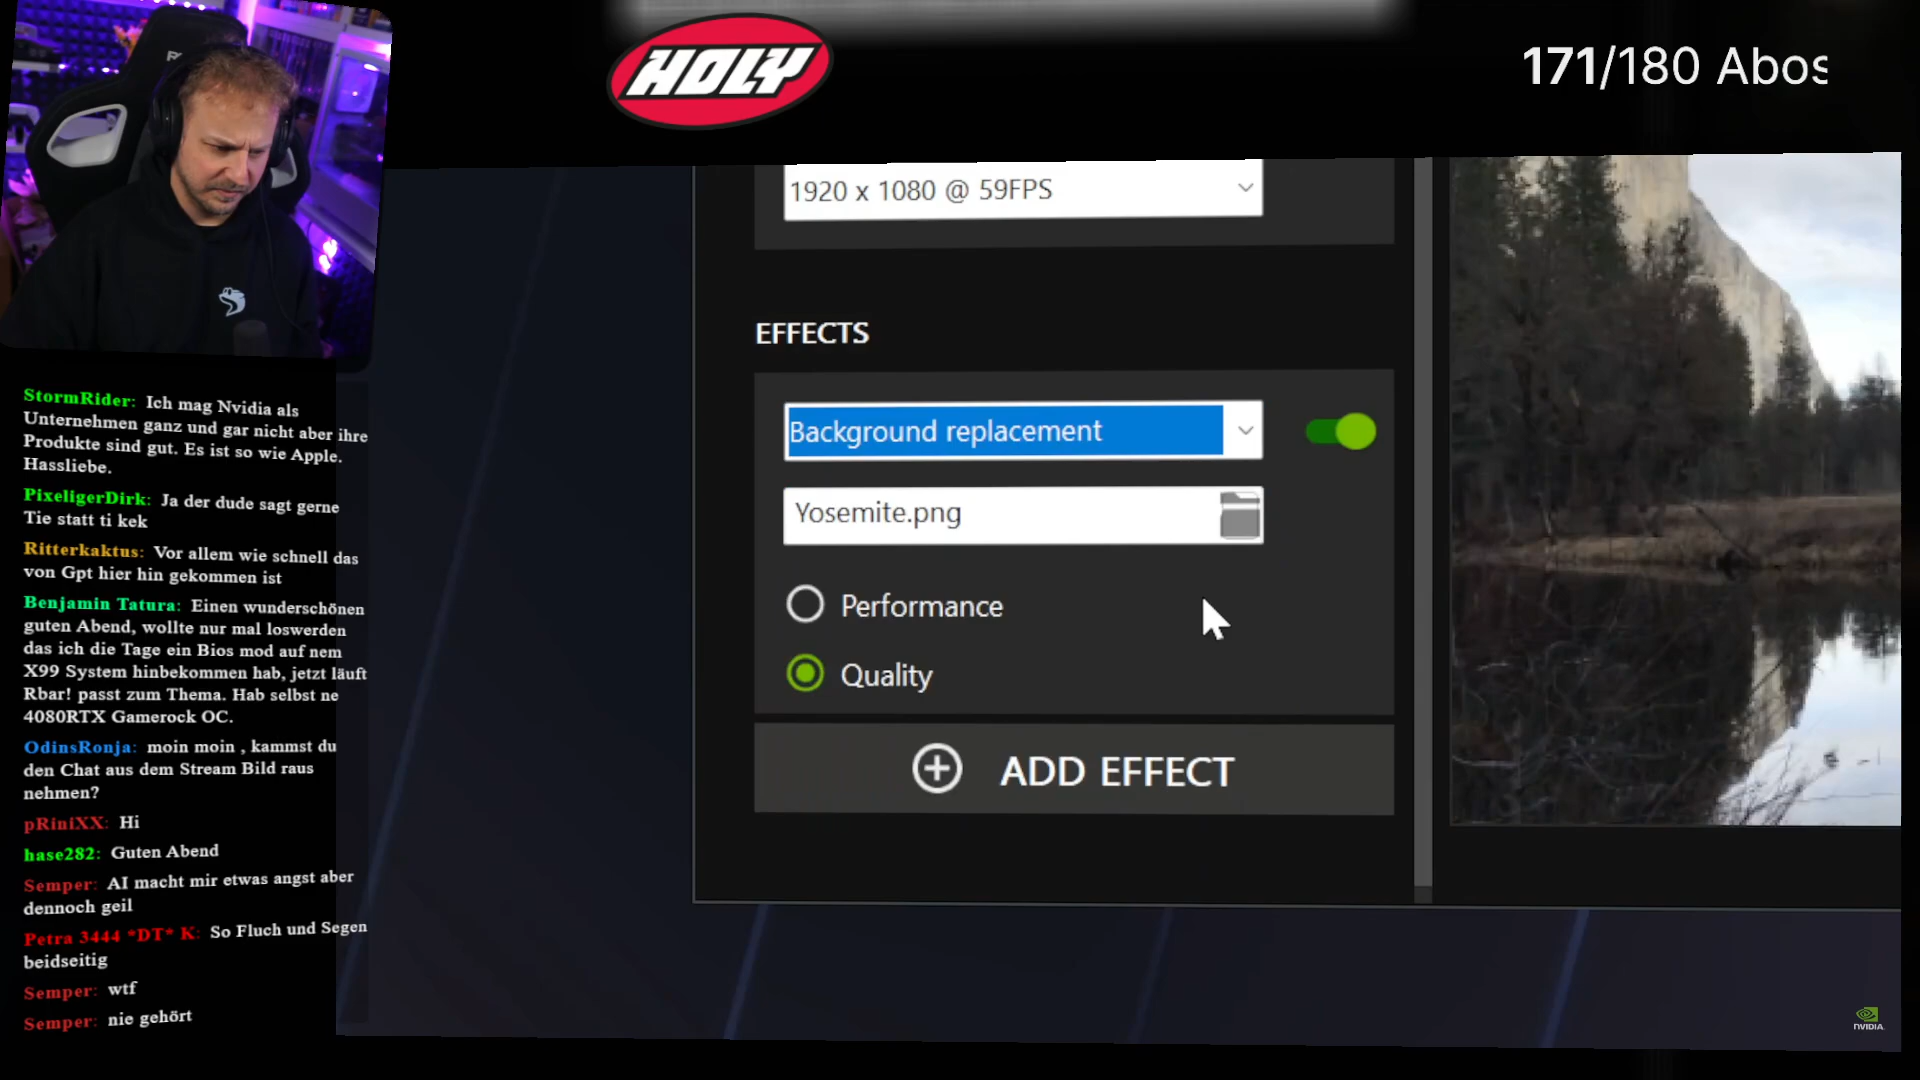 HOLY
171/180 Abos
1920 x 1080 @ 59FPS
EFFECTS
Background replacement
Yosemite.png
Performance
Quality
ADD EFFECT
StormRider: Ich mag Nvidia als
Unternehmen ganz und gar nicht aber ihre
Produkte sind gut. Es ist so wie Apple.
Hassliebe.
PixeligerDirk: Ja der dude sagt gerne
Tie statt ti kek
Ritterkaktus: Vor allem wie schnell das
von Gpt hier hin gekommen ist
Benjamin Tatura: Einen wunderschönen
guten Abend, wollte nur mal loswerden
das ich die Tage ein Bios mod auf nem
X99 System hinbekommen hab, jetzt läuft
Rbar! passt zum Thema. Hab selbst ne
4080RTX Gamerock OC.
OdinsRonja: moin moin , kannst du
den Chat aus dem Stream Bild raus
nehmen?
pRiniXX: Hi
hase282: Guten Abend
Semper: AI macht mir etwas angst aber
dennoch geil
Petra 3444 *DT* K: So Fluch und Segen
beidseitig
Semper: wtf
Semper: nie gehört
NVIDIA